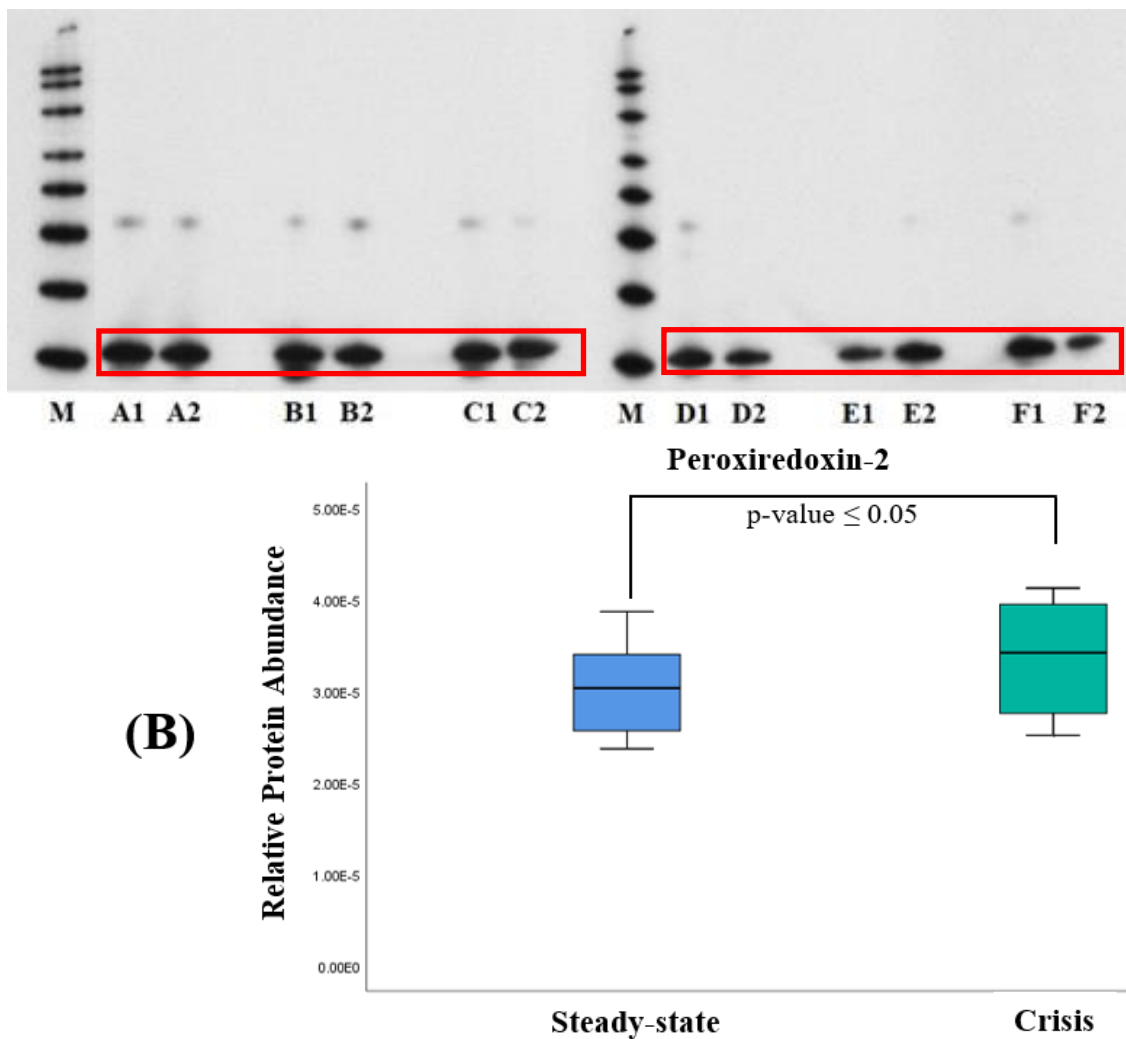 M A1 A2 B1 B2 C1 C2 M D1 D2 E1 E2 F1 F2
Peroxiredoxin-2
p-value ≤ 0.05
5.00E-5
4.00E-5
3.00E-5
2.00E-5
1.00E-5
0.00E0
Relative Protein Abundance
(B)
Steady-state
Crisis